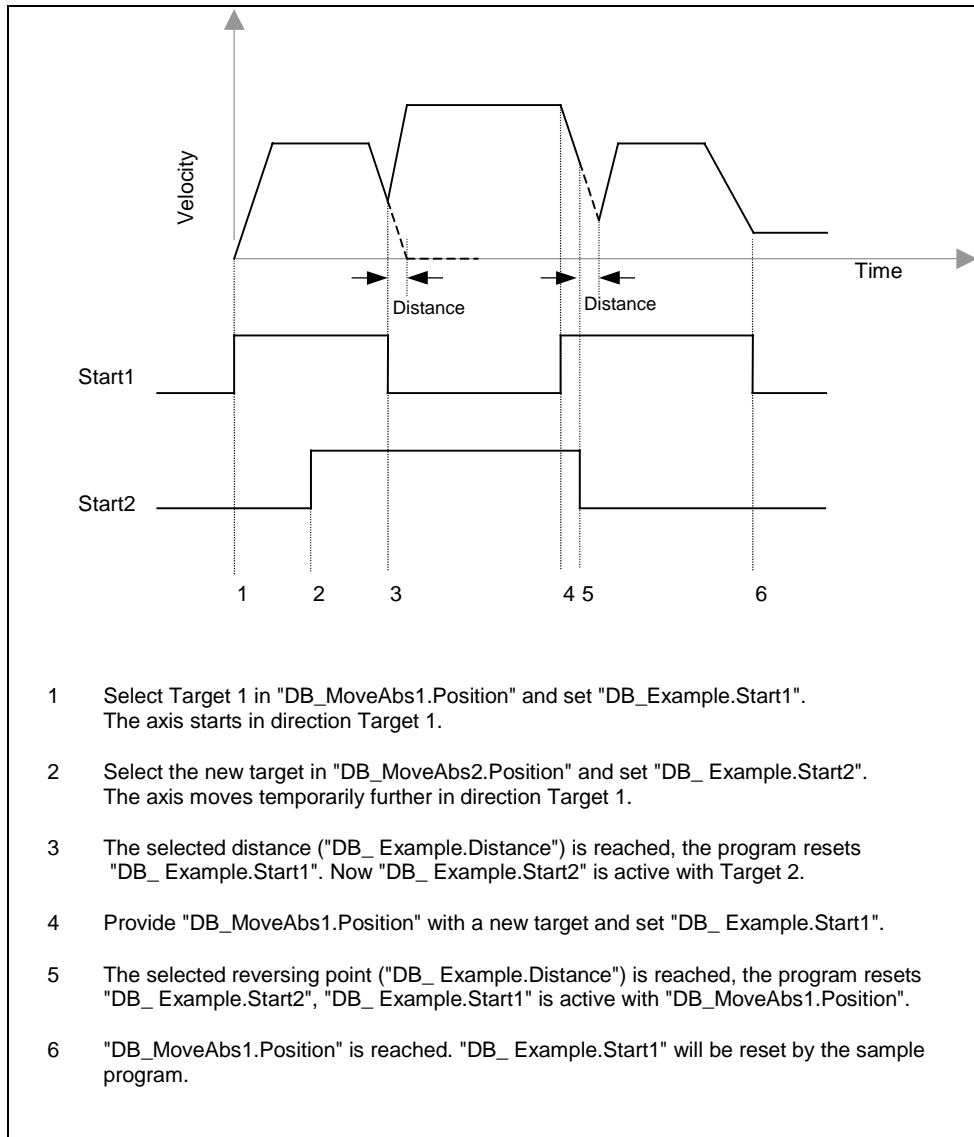 Velocity
Time
Distance
Distance
Start1
Start2
1 2 3 4 5 6
1 Select Target 1 in "DB_MoveAbs1.Position" and set "DB_Example.Start1".
The axis starts in direction Target 1.
2 Select the new target in "DB_MoveAbs2.Position" and set "DB_ Example.Start2".
The axis moves temporarily further in direction Target 1.
3 The selected distance ("DB_ Example.Distance") is reached, the program resets
"DB_ Example.Start1". Now "DB_ Example.Start2" is active with Target 2.
4 Provide "DB_MoveAbs1.Position" with a new target and set "DB_ Example.Start1".
5 The selected reversing point ("DB_ Example.Distance") is reached, the program resets
"DB_ Example.Start2", "DB_ Example.Start1" is active with "DB_MoveAbs1.Position".
6 "DB_MoveAbs1.Position" is reached. "DB_ Example.Start1" will be reset by the sample
program.